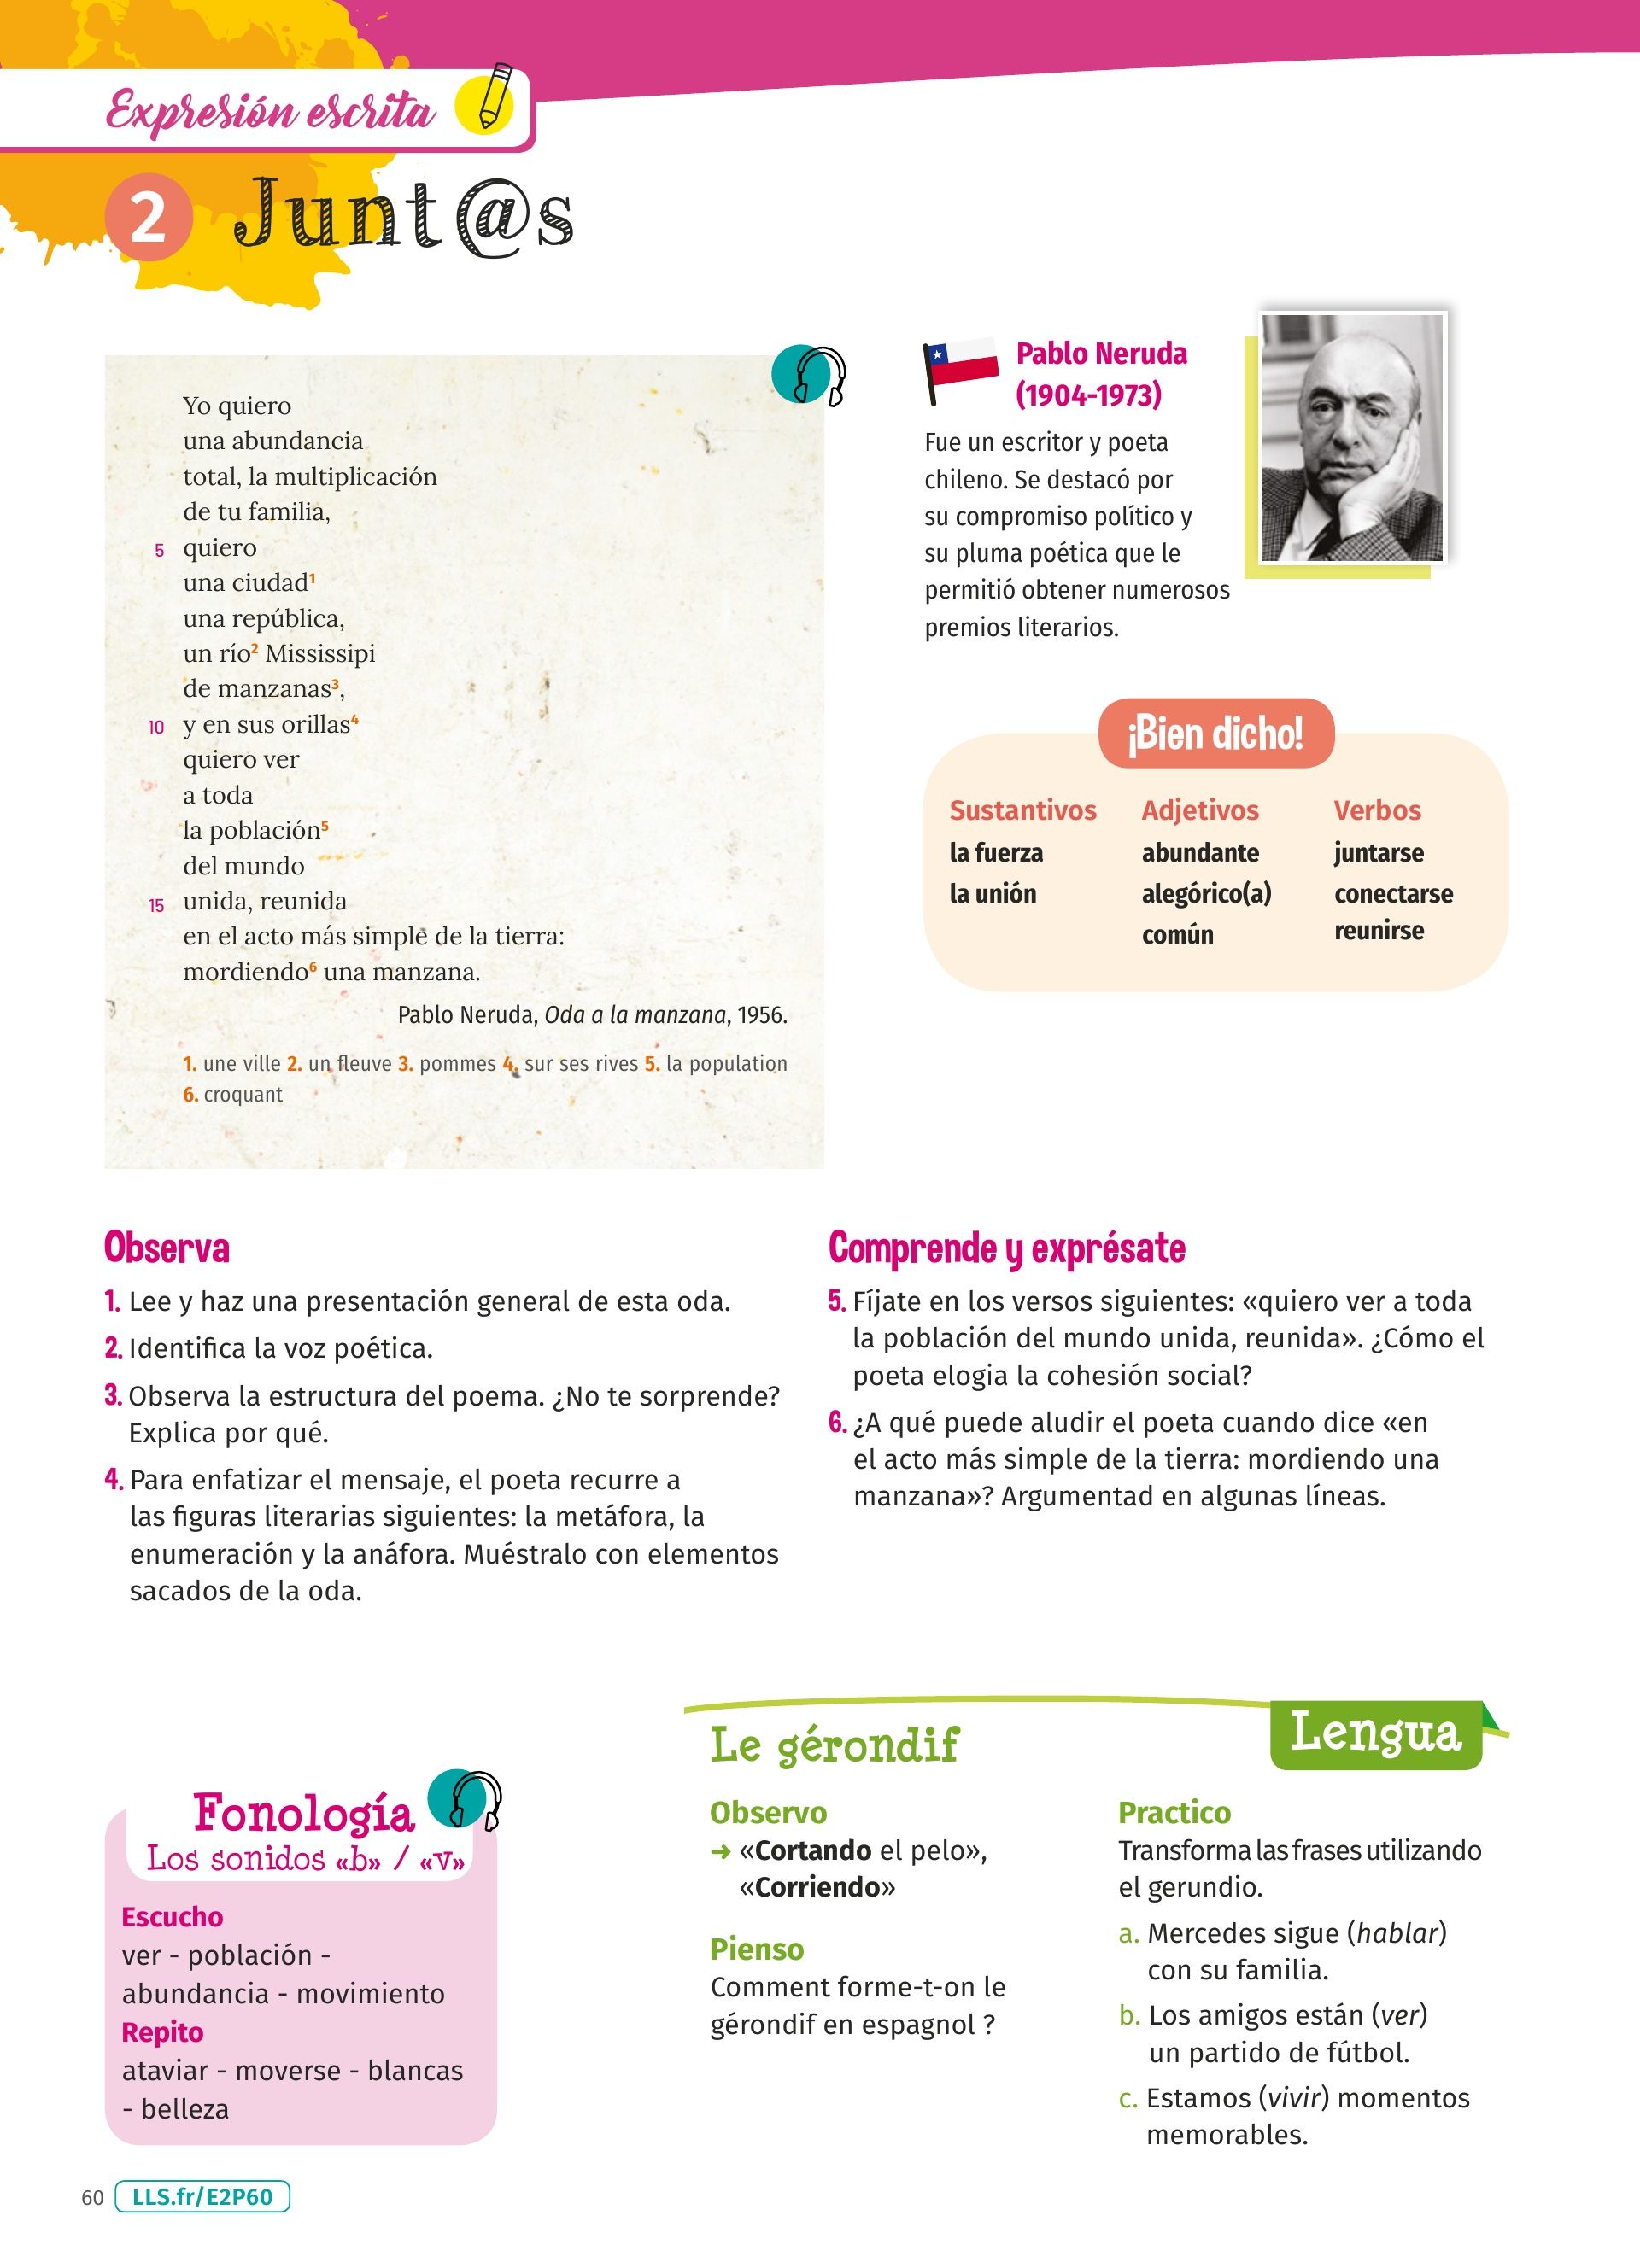 Expresión escrita
2 Junt@s
Yo quiero
una abundancia
total, la multiplicación
de tu familia,
5 quiero
una ciudad1
una república,
un río2 Mississipi
de manzanas3,
10 y en sus orillas4
quiero ver
a toda
la población5
del mundo
15 unida, reunida
en el acto más simple de la tierra:
mordiendo6 una manzana.
Pablo Neruda, Oda a la manzana, 1956.
1. une ville 2. un fleuve 3. pommes 4. sur ses rives 5. la population
6. croquant
Pablo Neruda
(1904-1973)
Fue un escritor y poeta
chileno. Se destacó por
su compromiso político y
su pluma poética que le
permitió obtener numerosos
premios literarios.
¡Bien dicho!
Sustantivos
la fuerza
la unión
Adjetivos
abundante
alegórico(a)
común
Verbos
juntarse
conectarse
reunirse
Observa
1. Lee y haz una presentación general de esta oda.
2. Identifica la voz poética.
3. Observa la estructura del poema. ¿No te sorprende?
Explica por qué.
4. Para enfatizar el mensaje, el poeta recurre a
las figuras literarias siguientes: la metáfora, la
enumeración y la anáfora. Muéstralo con elementos
sacados de la oda.
Comprende y exprésate
5. Fíjate en los versos siguientes: «quiero ver a toda
la población del mundo unida, reunida». ¿Cómo el
poeta elogia la cohesión social?
6. ¿A qué puede aludir el poeta cuando dice «en
el acto más simple de la tierra: mordiendo una
manzana»? Argumentad en algunas líneas.
Fonología
Los sonidos «b» / «v»
Escucho
ver - población -
abundancia - movimiento
Repito
ataviar - moverse - blancas
- belleza
Lengua
Le gérondif
Observo
➜ «Cortando el pelo»,
«Corriendo»
Pienso
Comment forme-t-on le
gérondif en espagnol ?
Practico
Transforma las frases utilizando
el gerundio.
a. Mercedes sigue (hablar)
con su familia.
b. Los amigos están (ver)
un partido de fútbol.
c. Estamos (vivir) momentos
memorables.
60 LLS.fr/E2P60